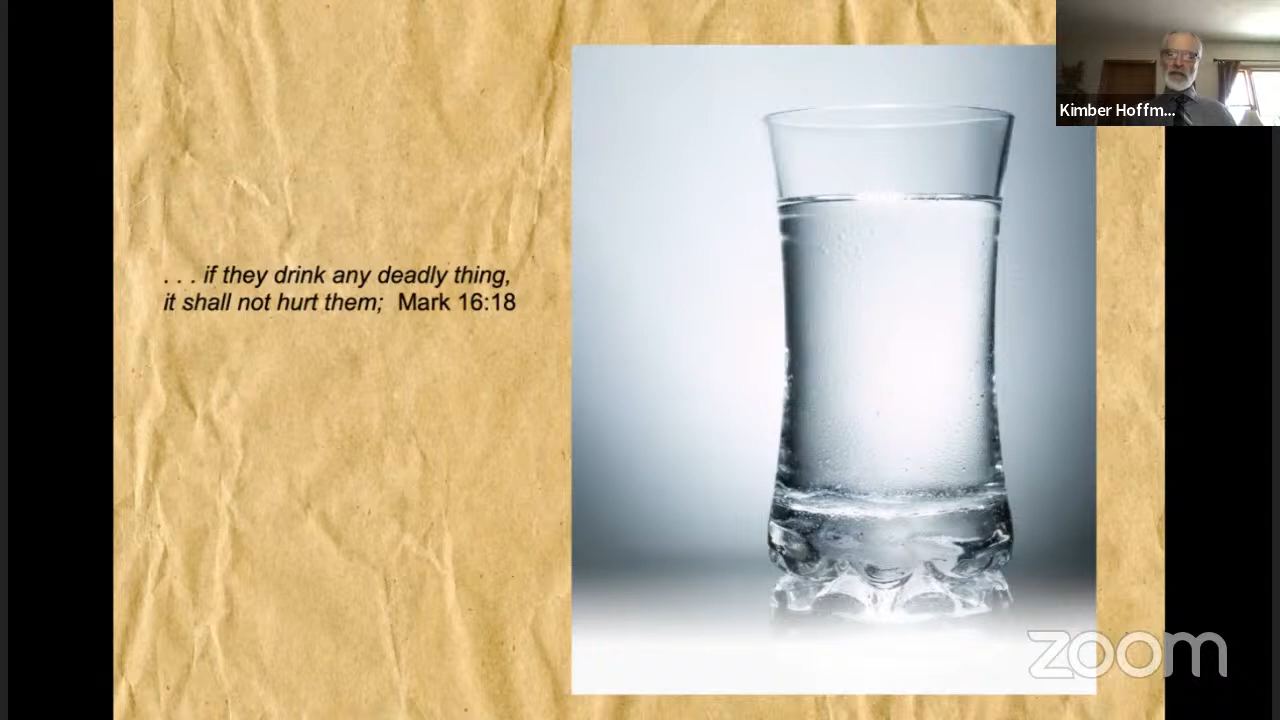 . . . if they drink any deadly thing,
it shall not hurt them;  Mark 16:18
Kimber Hoffm...
zoom